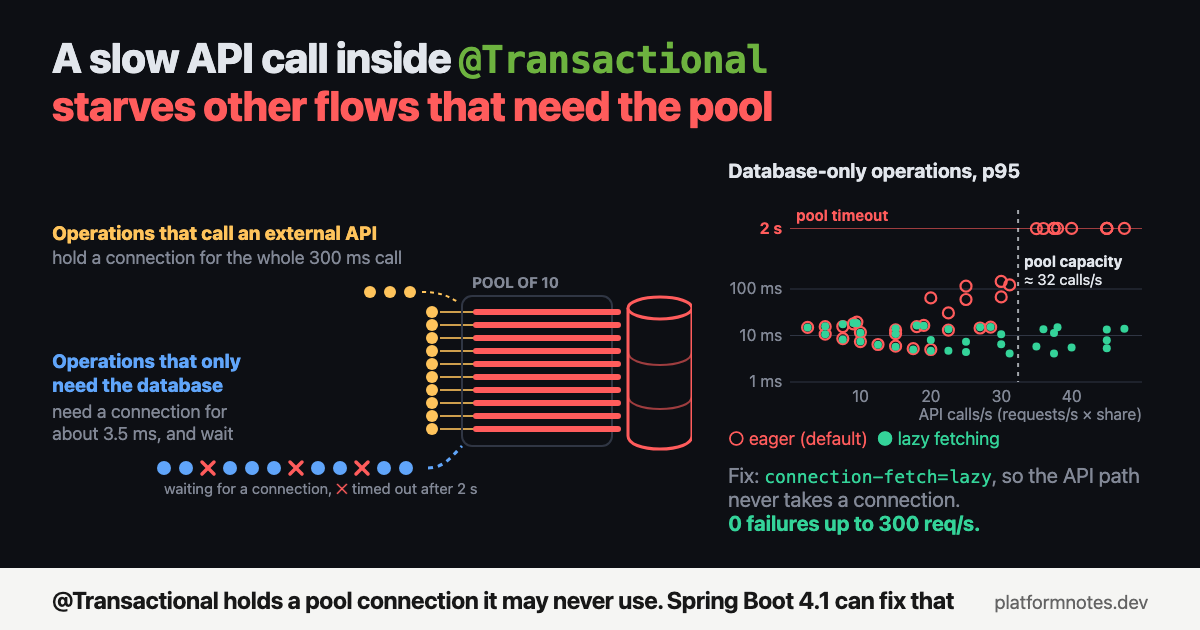 A slow API call inside @Transactional
starves other flows that need the pool
Operations that call an external API
hold a connection for the whole 300 ms call
POOL OF 10
Operations that only
need the database
need a connection for
about 3.5 ms, and wait
waiting for a connection, × timed out after 2 s
Database-only operations, p95
pool timeout
2 s
pool capacity
≈ 32 calls/s
100 ms
10 ms
1 ms
10 20 30 40
API calls/s (requests/s × share)
eager (default) lazy fetching
Fix: connection-fetch=lazy, so the API path
never takes a connection.
0 failures up to 300 req/s.
@Transactional holds a pool connection it may never use. Spring Boot 4.1 can fix that
platformnotes.dev